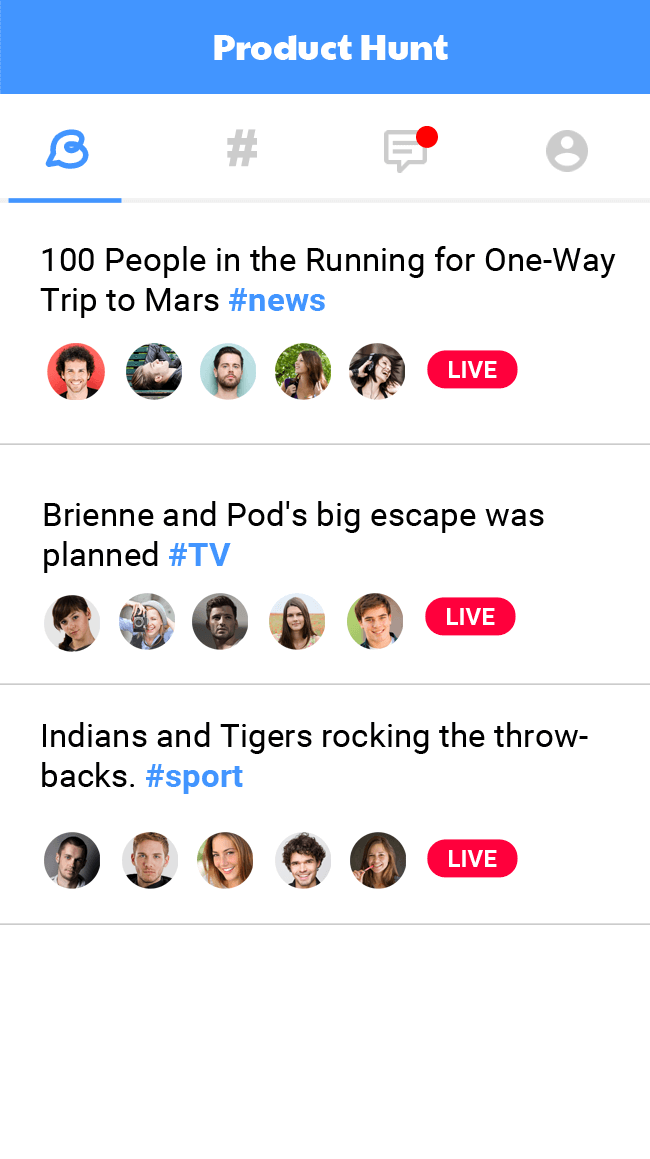 Product Hunt
#
100 People in the Running for One-Way
Trip to Mars #news
LIVE
Brienne and Pod's big escape was
planned #TV
LIVE
Indians and Tigers rocking the throw-
backs. #sport
LIVE